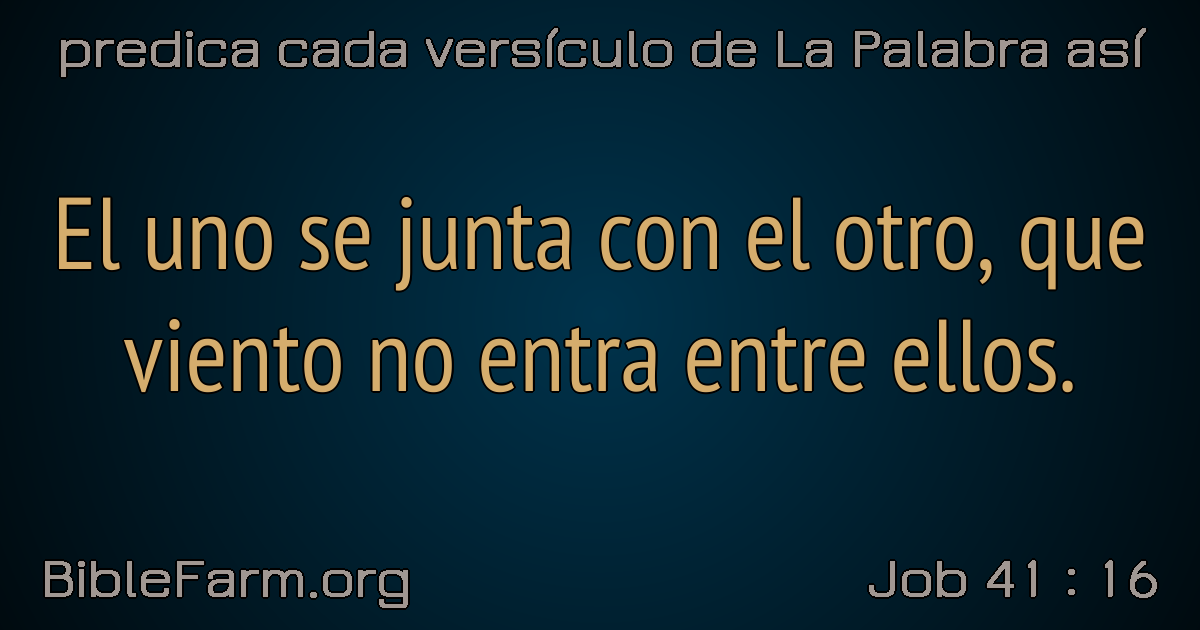 predica cada versículo de La Palabra así
El uno se junta con el otro, que
viento no entra entre ellos.
BibleFarm.org
Job 41 : 16